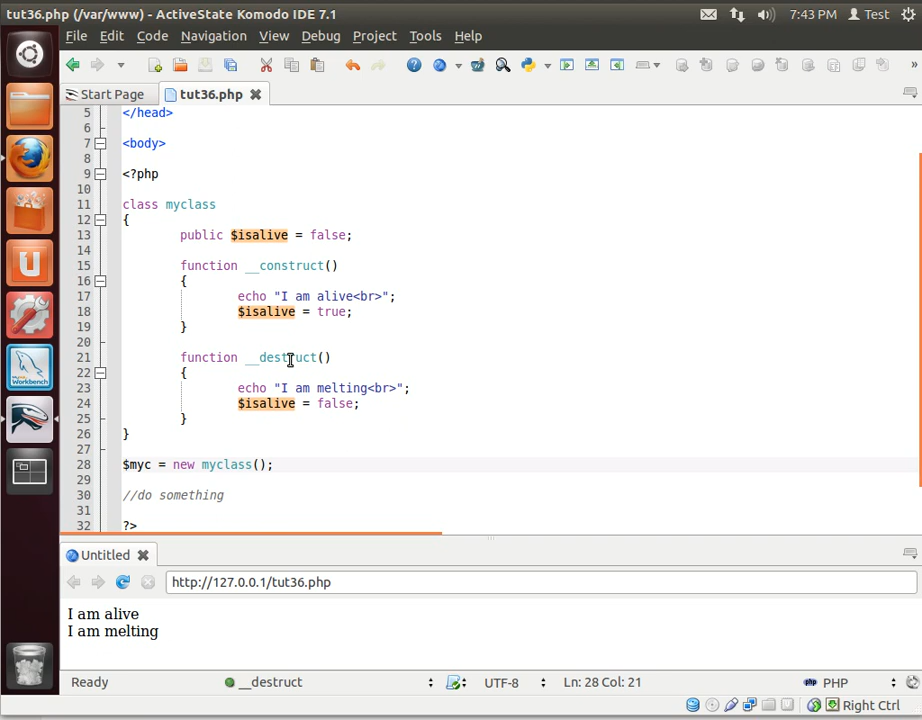 tut36.php (/var/www) - ActiveState Komodo IDE 7.1
7:43 PM
Test
File Edit Code Navigation View Debug Project Tools Help
Start Page
tut36.php
5 </head>
6
7 <body>
8
9 <?php
10
11 class myclass
12 {
13 public $isalive = false;
14
15 function __construct()
16 {
17 echo "I am alive<br>";
18 $isalive = true;
19 }
20
21 function __destruct()
22 {
23 echo "I am melting<br>";
24 $isalive = false;
25 }
26 }
27
28 $myc = new myclass();
29
30 //do something
31
32 ?>
Untitled
http://127.0.0.1/tut36.php
I am alive
I am melting
Ready
__destruct
UTF-8
Ln: 28 Col: 21
php PHP
Right Ctrl